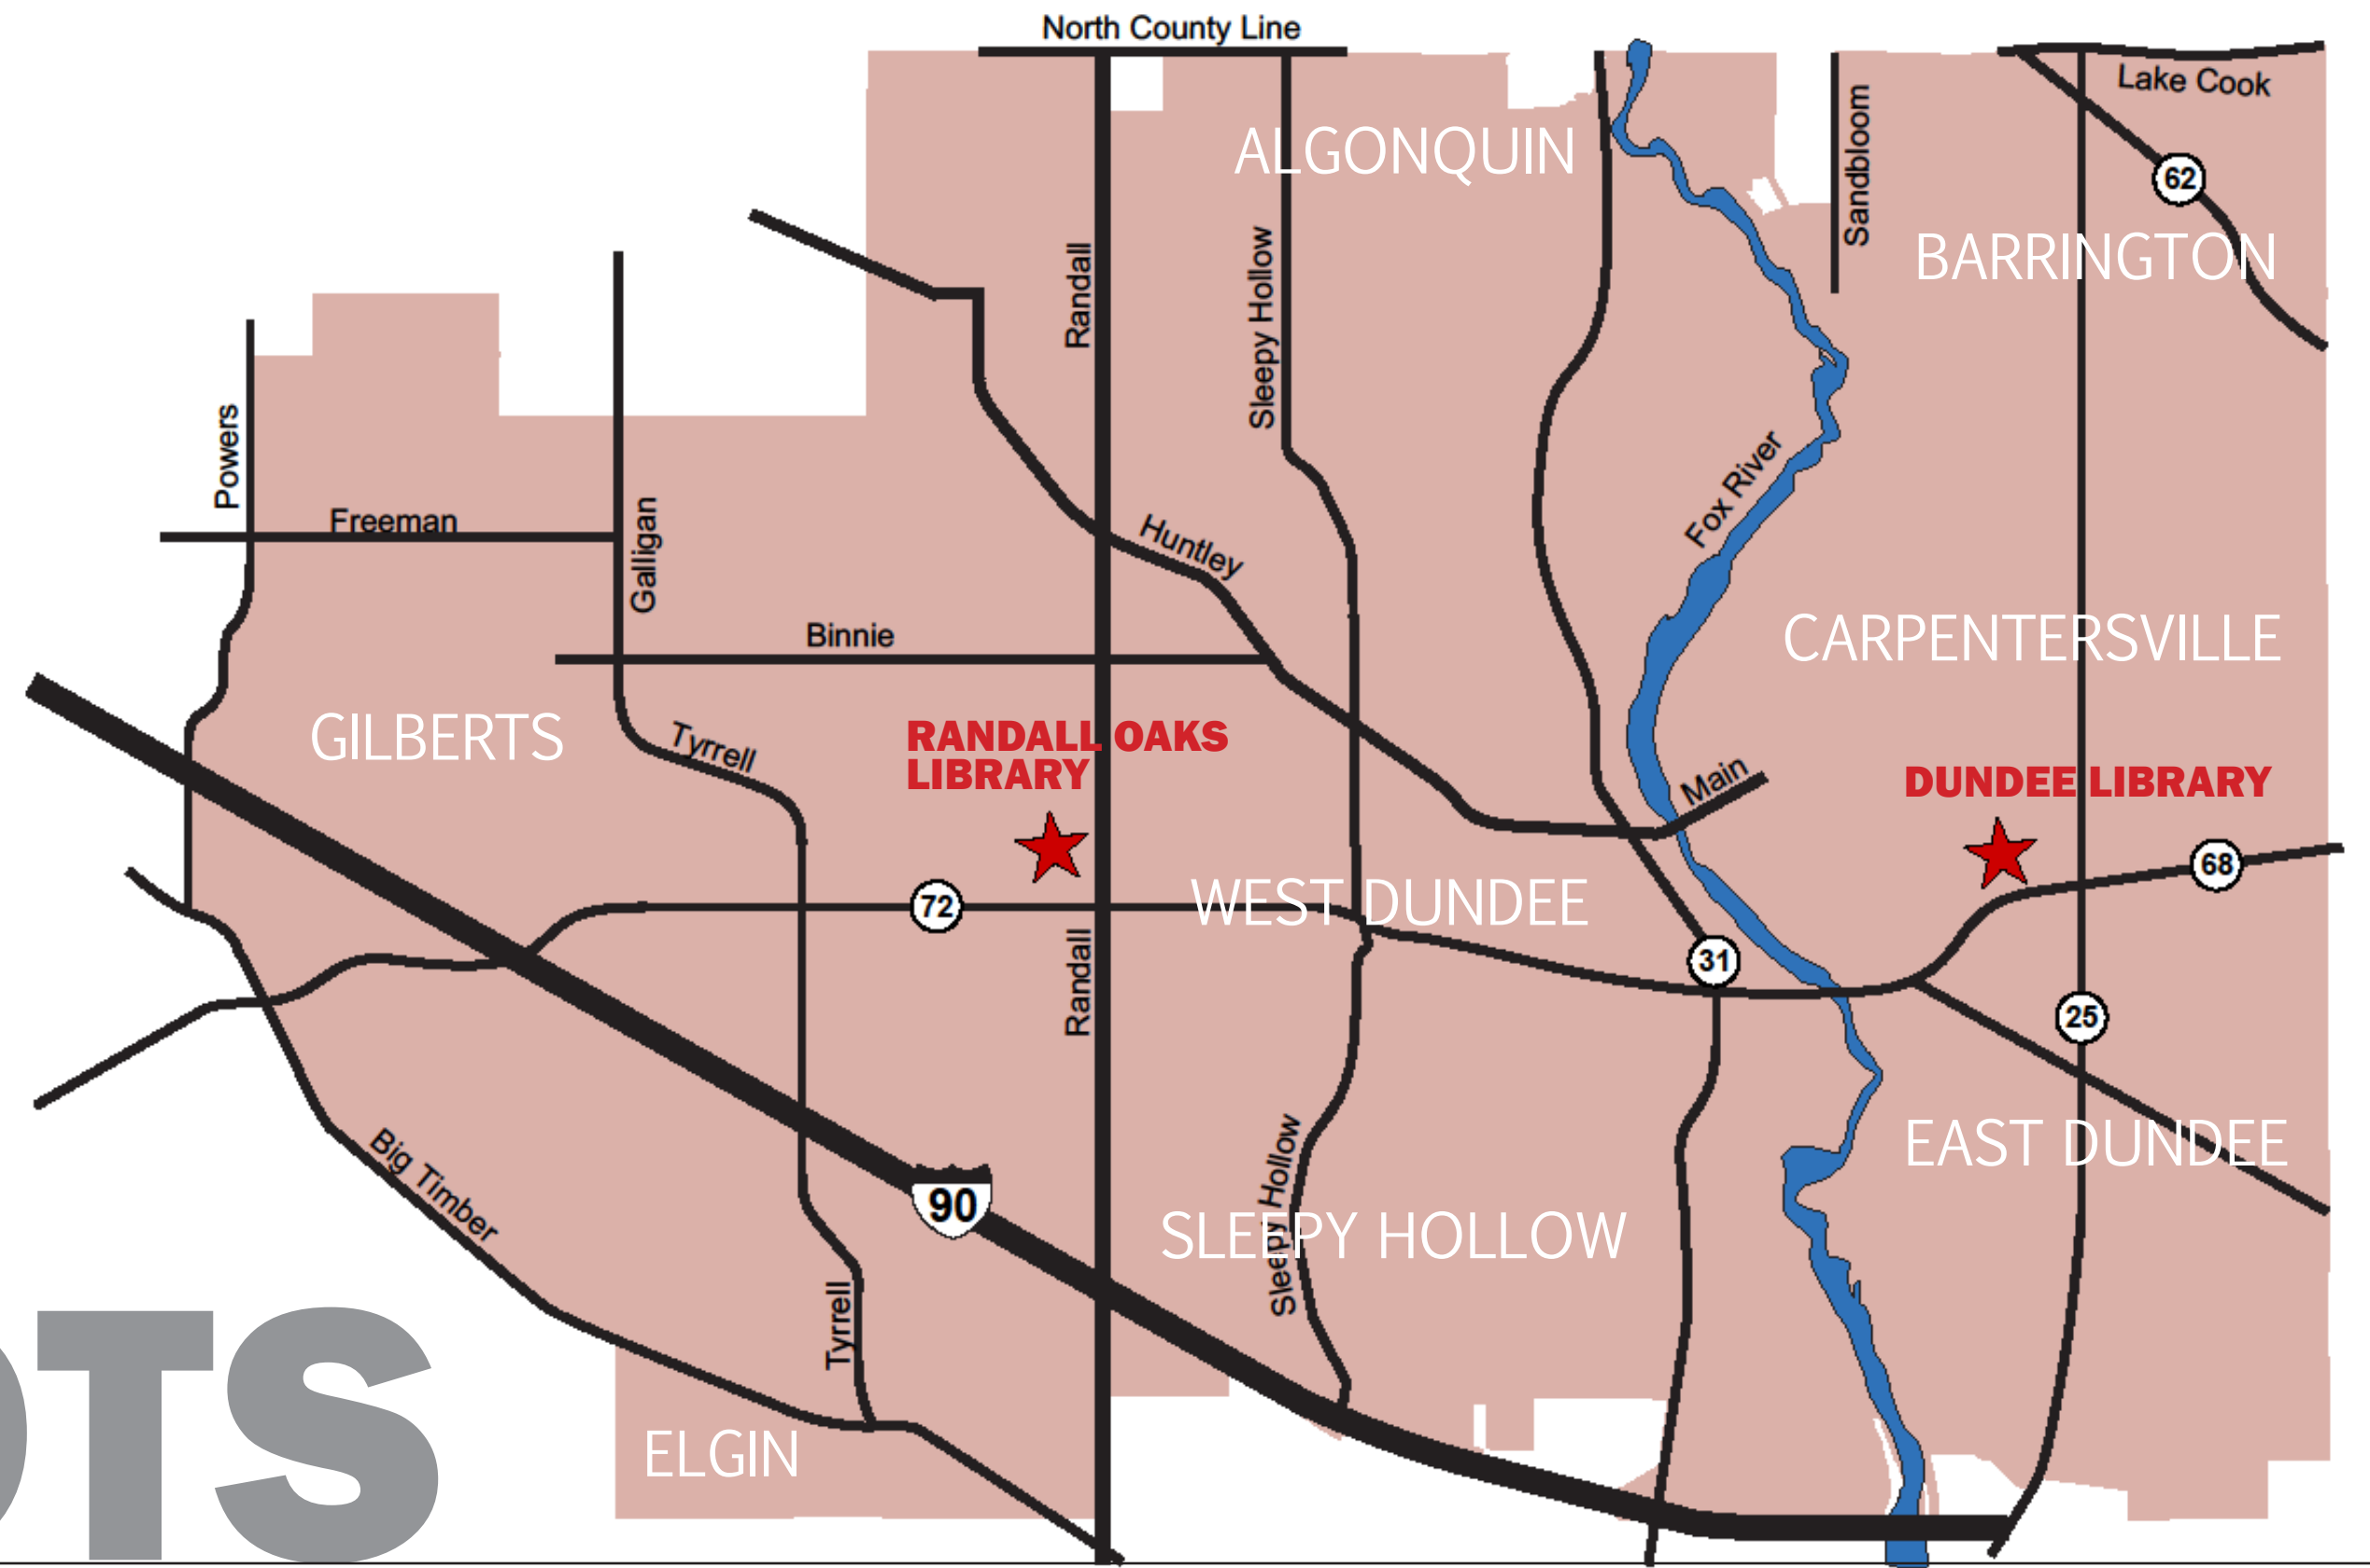 North County Line
Lake Cook
Sandbloom
62
ALGONQUIN
BARRINGTON
Randall
Sleepy Hollow
Powers
Freeman
Galligan
Huntley
Fox River
Binnie
CARPENTERSVILLE
GILBERTS
Tyrrell
RANDALL OAKS
LIBRARY
Main
DUNDEE LIBRARY
68
72
WEST DUNDEE
31
Randall
25
Big Timber
EAST DUNDEE
90
Sleepy Hollow
SLEEPY HOLLOW
Tyrrell
ELGIN
TS